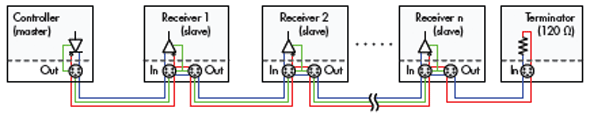 Controller
(master)
Out
Receiver 1
(slave)
In
Out
Receiver 2
(slave)
In
Out
Receiver n
(slave)
In
Out
Terminator
(120 Ω)
In